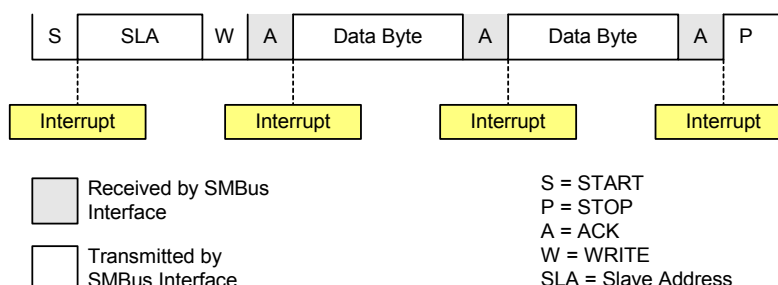 S SLA W A Data Byte A Data Byte A P
Interrupt Interrupt Interrupt Interrupt
Received by SMBus
Interface
Transmitted by
SMBus Interface
S = START
P = STOP
A = ACK
W = WRITE
SLA = Slave Address